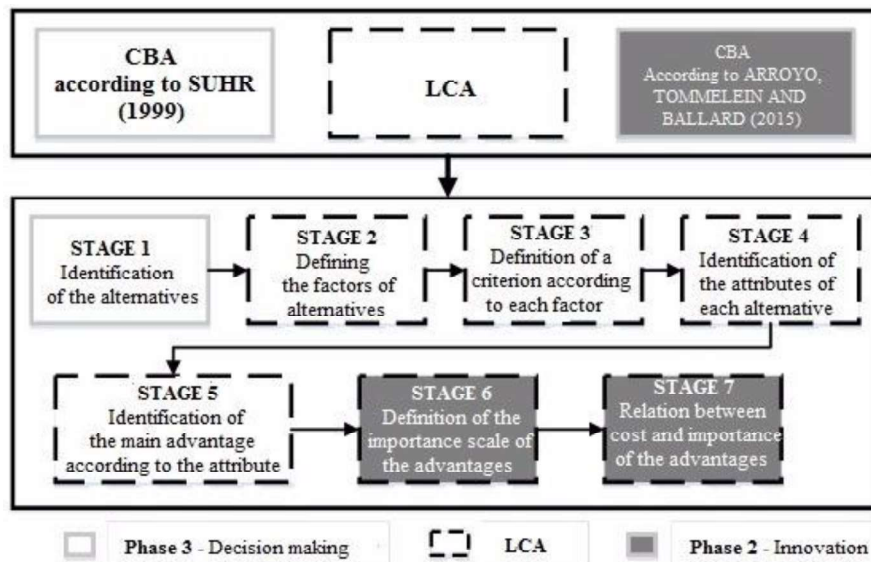 CBA
according to SUHR
(1999)
LCA
CBA
According to ARROYO,
TOMMELEIN AND
BALLARD (2015)
STAGE 1
Identification
of the alternatives
STAGE 2
Defining
the factors of
alternatives
STAGE 3
Definition of a
criterion according
to each factor
STAGE 4
Identification of
the attributes of
each alternative
STAGE 5
Identification of
the main advantage
according to the attribute
STAGE 6
Definition of the
importance scale of
the advantages
STAGE 7
Relation between
cost and importance
of the advantages
Phase 3 - Decision making
LCA
Phase 2 - Innovation